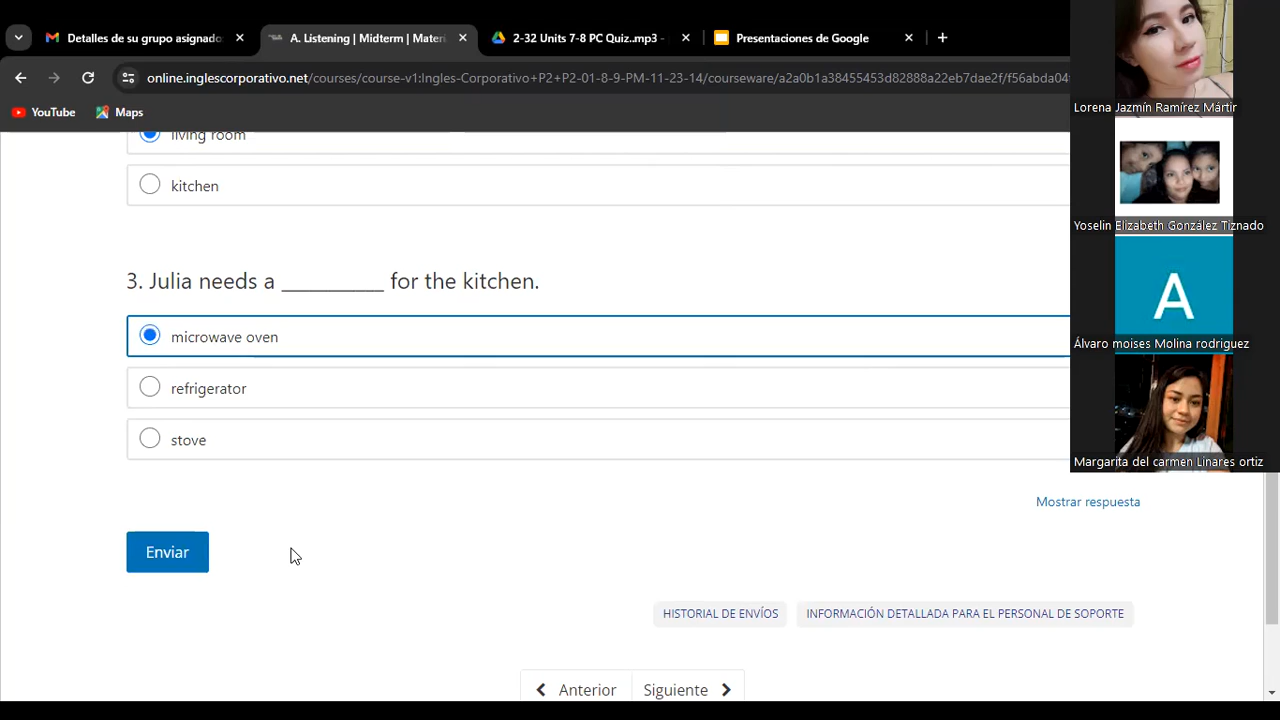 Detalles de su grupo asignado
A. Listening | Midterm | Mater
2-32 Units 7-8 PC Quiz..mp3 -
Presentaciones de Google
online.inglescorporativo.net/courses/course-v1:Ingles-Corporativo+P2+P2-01-8-9-PM-11-23-14/courseware/a2a0b1a38455453d82888a22eb7dae2f/f56abda04
YouTube
Maps
living room
kitchen
3. Julia needs a ___________ for the kitchen.
microwave oven
refrigerator
stove
Mostrar respuesta
Enviar
HISTORIAL DE ENVÍOS
INFORMACIÓN DETALLADA PARA EL PERSONAL DE SOPORTE
Anterior
Siguiente
Lorena Jazmín Ramírez Mártir
Yoselin Elizabeth González Tiznado
A
Álvaro moises Molina rodriguez
Margarita del carmen Linares ortiz